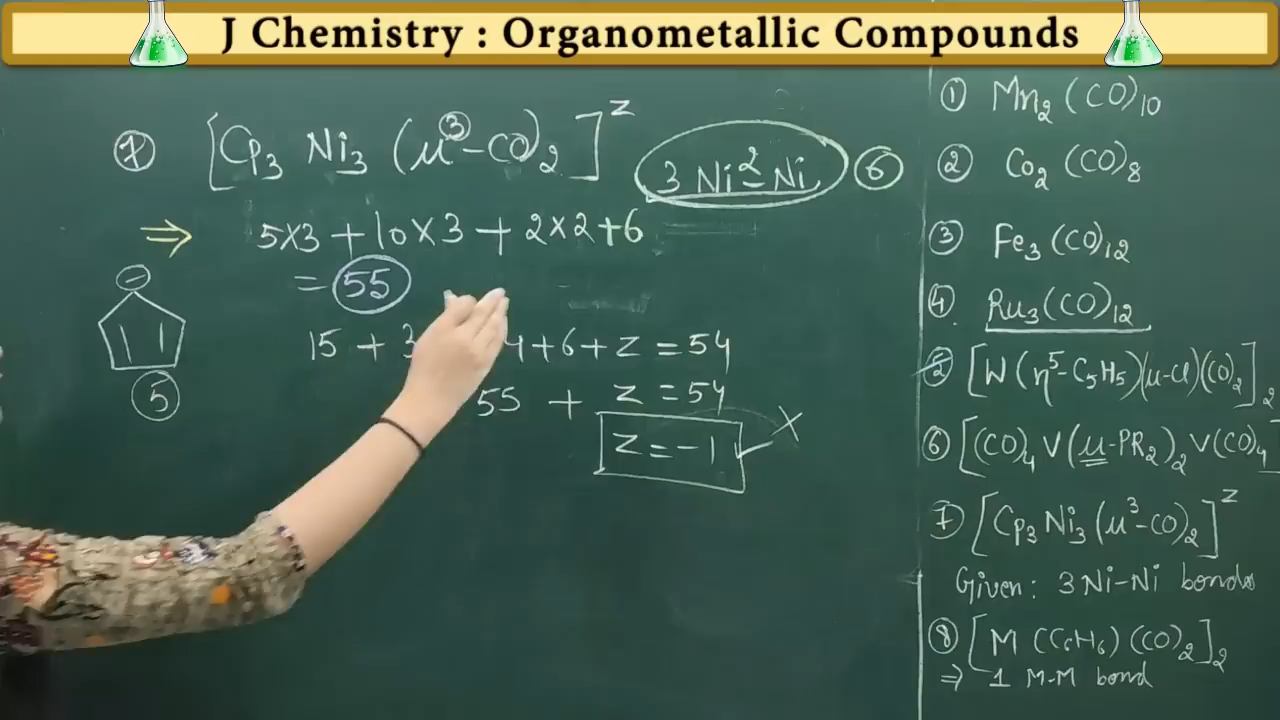 J Chemistry : Organometallic Compounds
⑦ [Cp₃ Ni₃ (μ³-CO)₂]ᶻ
3 Ni²-Ni ⑥
⇒ 5×3 + 10×3 + 2×2 + 6
= 55
15 + 3 4 + 6 + z = 54
5
55 + z = 54
z = -1 ×
① Mn₂ (CO)₁₀
② Co₂ (CO)₈
③ Fe₃ (CO)₁₂
④ Ru₃ (CO)₁₂
⑤ [W (η⁵-C₅H₅)(μ-Cl)(CO)₂]₂
⑥ [(CO)₄ V(μ-PR₂)₂ V(CO)₄]
⑦ [Cp₃ Ni₃ (μ³-CO)₂]ᶻ
Given: 3 Ni-Ni bonds
⑧ [M (C₆H₆) (CO)₂]₂
⇒ 1 M-M bond